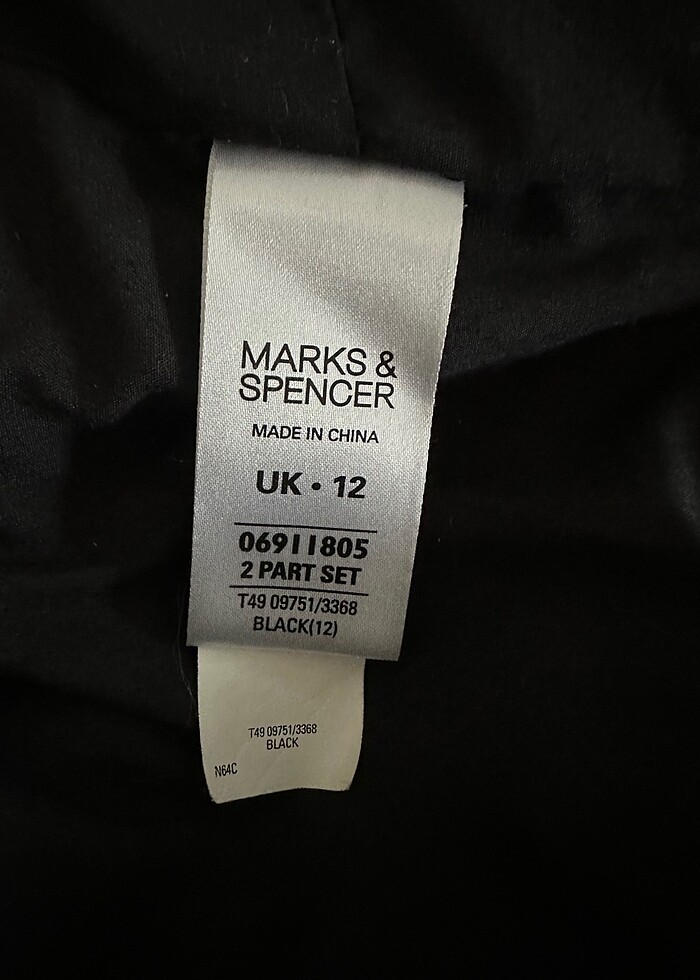 MARKS &
SPENCER
MADE IN CHINA
UK • 12
06911805
2 PART SET
T49 09751/3368
BLACK(12)
T49 09751/3368
BLACK
N64C